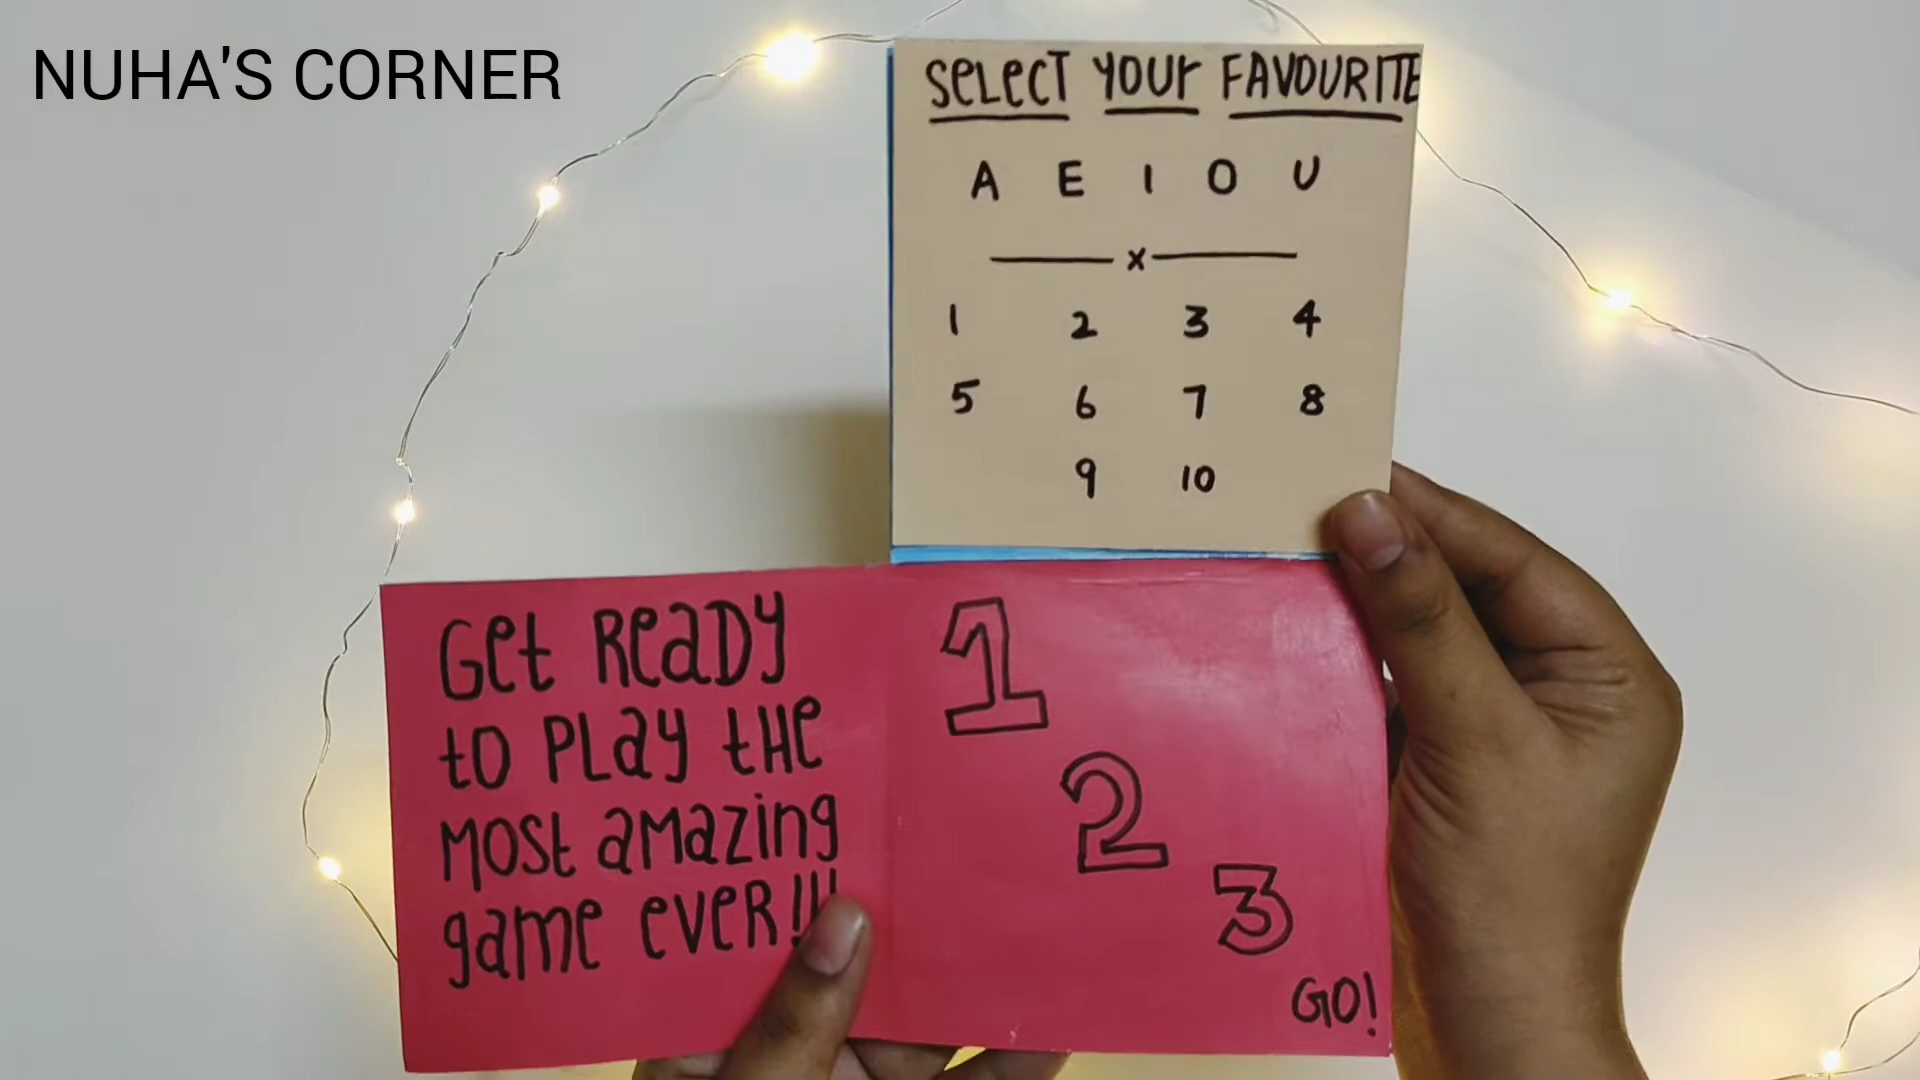 NUHA'S CORNER
SELECT YOUR FAVOURITE
A E I O U
x
1 2 3 4
5 6 7 8
9 10
Get Ready
to PLay tHe
Most amazing
game ever!!!
1
2
3
GO!